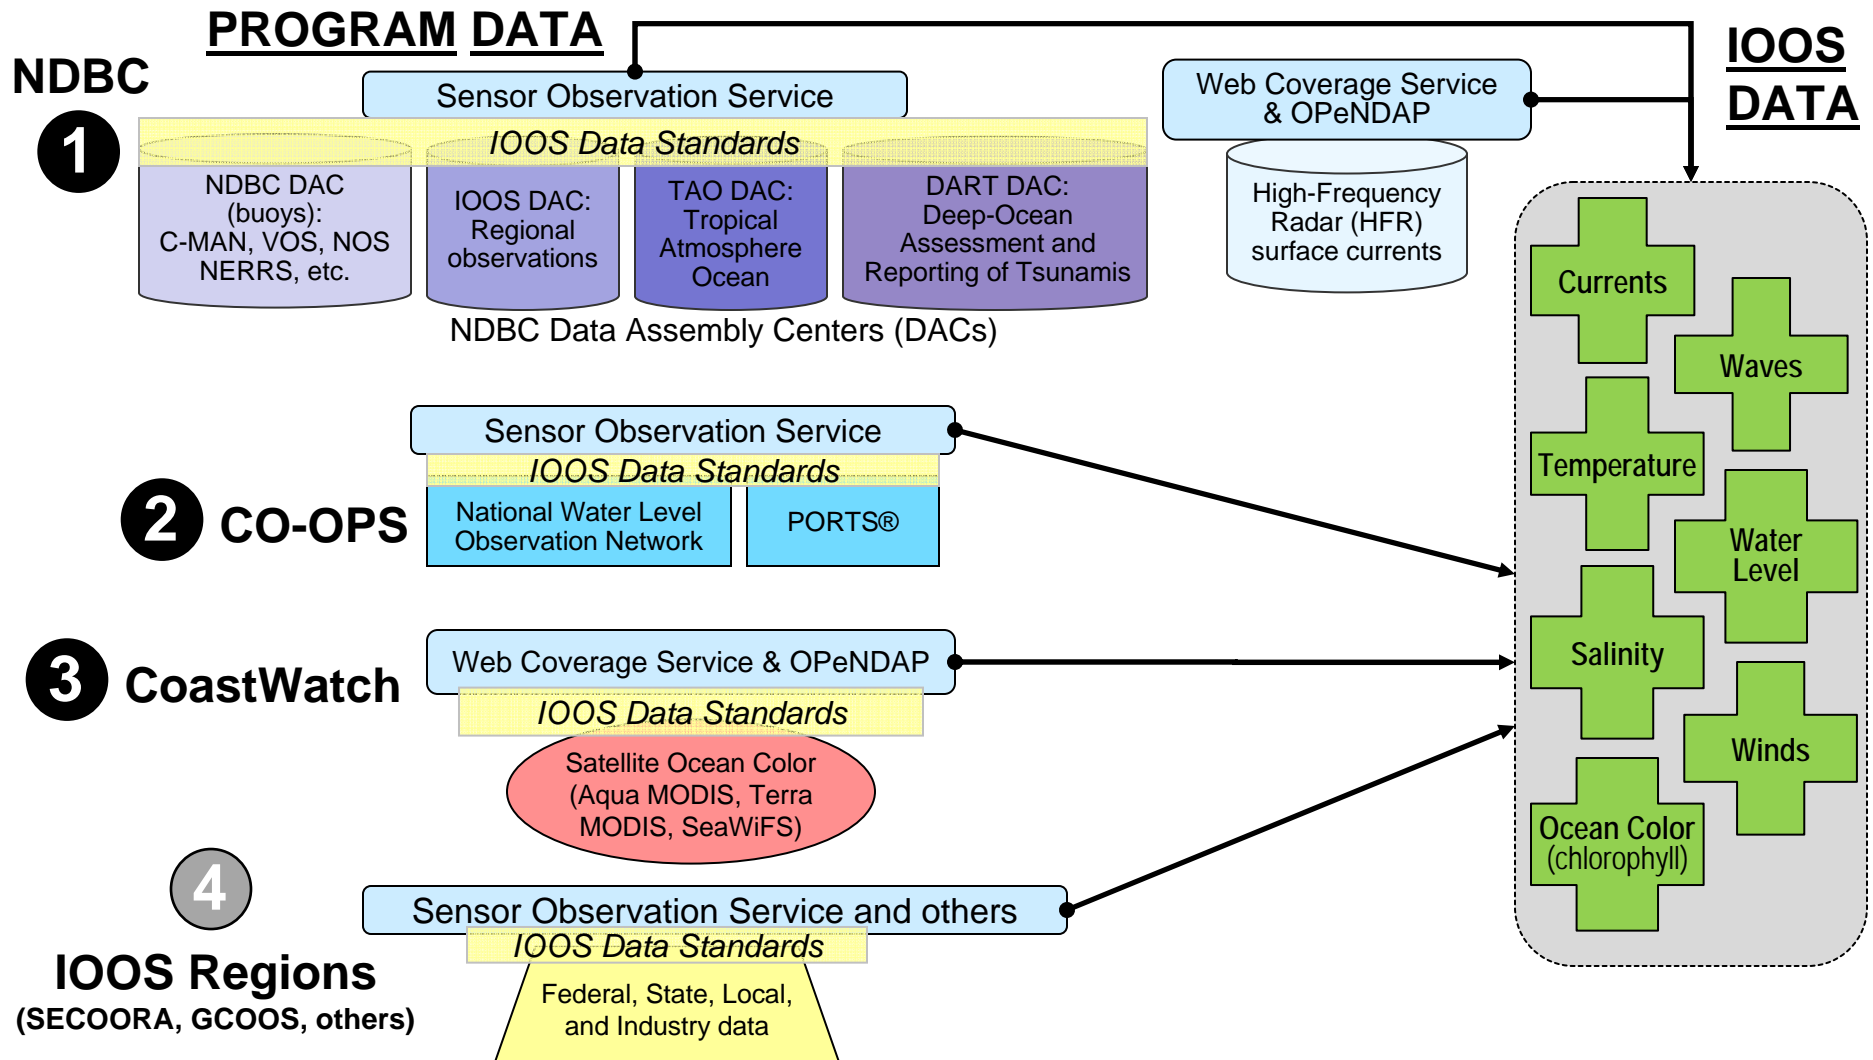 PROGRAM DATA
IOOS
DATA
NDBC
1
Sensor Observation Service
IOOS Data Standards
NDBC DAC
(buoys):
C-MAN, VOS, NOS
NERRS, etc.
IOOS DAC:
Regional
observations
TAO DAC:
Tropical
Atmosphere
Ocean
DART DAC:
Deep-Ocean
Assessment and
Reporting of Tsunamis
NDBC Data Assembly Centers (DACs)
Web Coverage Service
& OPeNDAP
High-Frequency
Radar (HFR)
surface currents
2
CO-OPS
Sensor Observation Service
IOOS Data Standards
National Water Level
Observation Network
PORTS®
3
CoastWatch
Web Coverage Service & OPeNDAP
IOOS Data Standards
Satellite Ocean Color
(Aqua MODIS, Terra
MODIS, SeaWiFS)
4
IOOS Regions
(SECOORA, GCOOS, others)
Sensor Observation Service and others
IOOS Data Standards
Federal, State, Local,
and Industry data
Currents
Waves
Temperature
Water
Level
Salinity
Winds
Ocean Color
(chlorophyll)